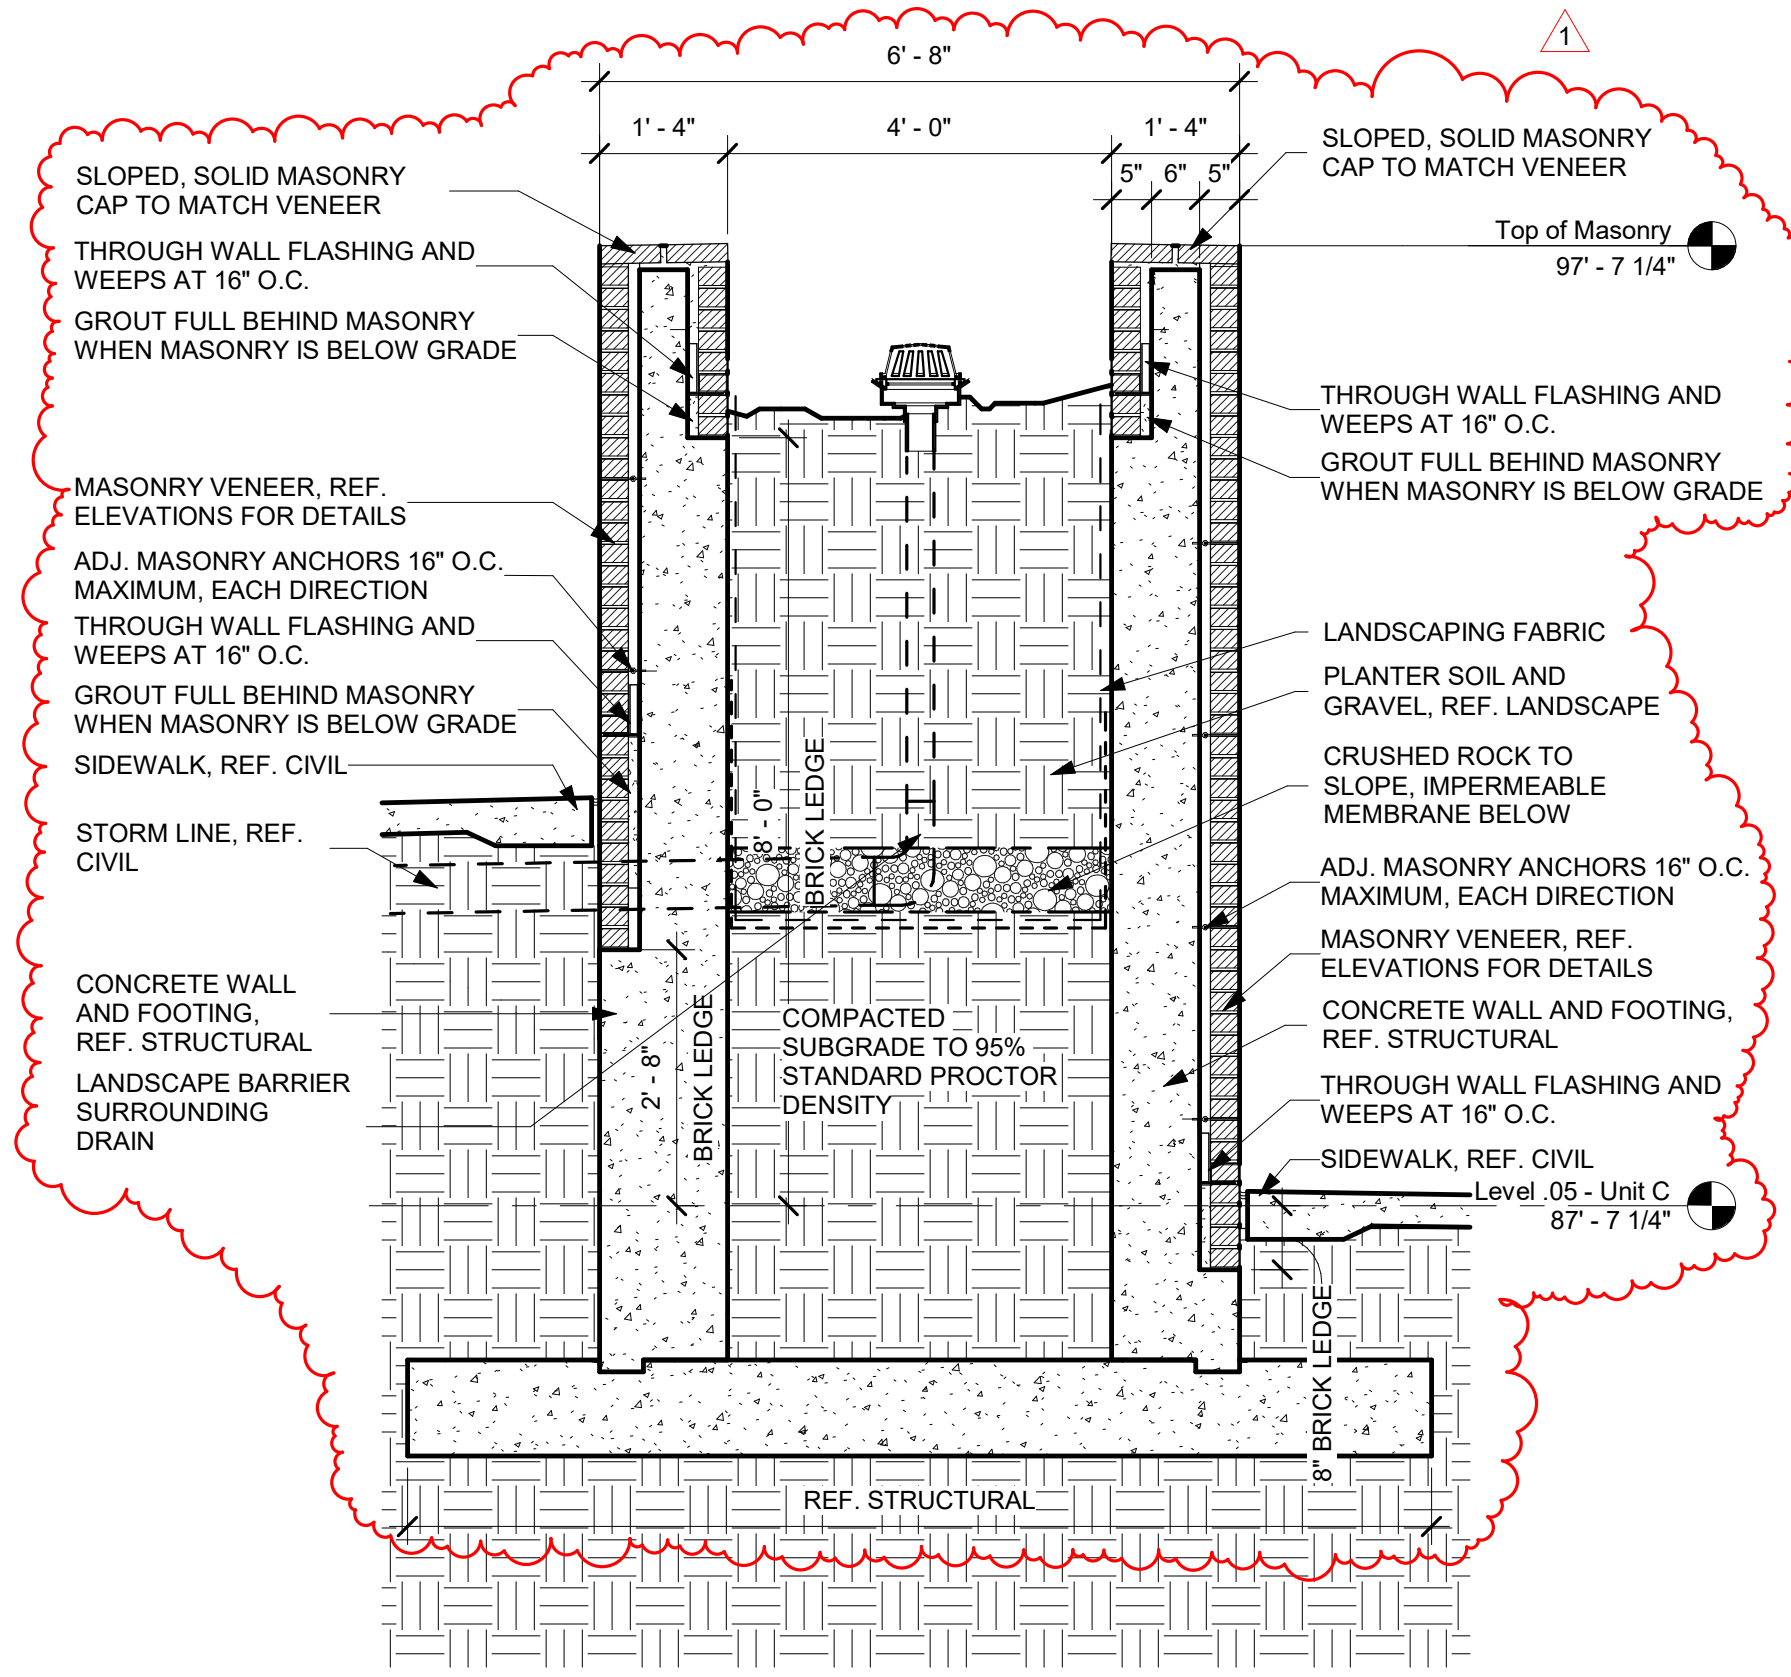 1
6' - 8"
1' - 4"
4' - 0"
1' - 4"
5"
6"
5"
SLOPED, SOLID MASONRY
CAP TO MATCH VENEER
THROUGH WALL FLASHING AND
WEEPS AT 16" O.C.
GROUT FULL BEHIND MASONRY
WHEN MASONRY IS BELOW GRADE
MASONRY VENEER, REF.
ELEVATIONS FOR DETAILS
ADJ. MASONRY ANCHORS 16" O.C.
MAXIMUM, EACH DIRECTION
THROUGH WALL FLASHING AND
WEEPS AT 16" O.C.
GROUT FULL BEHIND MASONRY
WHEN MASONRY IS BELOW GRADE
SIDEWALK, REF. CIVIL
STORM LINE, REF.
CIVIL
CONCRETE WALL
AND FOOTING,
REF. STRUCTURAL
LANDSCAPE BARRIER
SURROUNDING
DRAIN
8' - 0"
BRICK LEDGE
2' - 8"
BRICK LEDGE
COMPACTED
SUBGRADE TO 95%
STANDARD PROCTOR
DENSITY
REF. STRUCTURAL
SLOPED, SOLID MASONRY
CAP TO MATCH VENEER
Top of Masonry
97' - 7 1/4"
THROUGH WALL FLASHING AND
WEEPS AT 16" O.C.
GROUT FULL BEHIND MASONRY
WHEN MASONRY IS BELOW GRADE
LANDSCAPING FABRIC
PLANTER SOIL AND
GRAVEL, REF. LANDSCAPE
CRUSHED ROCK TO
SLOPE, IMPERMEABLE
MEMBRANE BELOW
ADJ. MASONRY ANCHORS 16" O.C.
MAXIMUM, EACH DIRECTION
MASONRY VENEER, REF.
ELEVATIONS FOR DETAILS
CONCRETE WALL AND FOOTING,
REF. STRUCTURAL
THROUGH WALL FLASHING AND
WEEPS AT 16" O.C.
SIDEWALK, REF. CIVIL
Level .05 - Unit C
87' - 7 1/4"
8" BRICK LEDGE